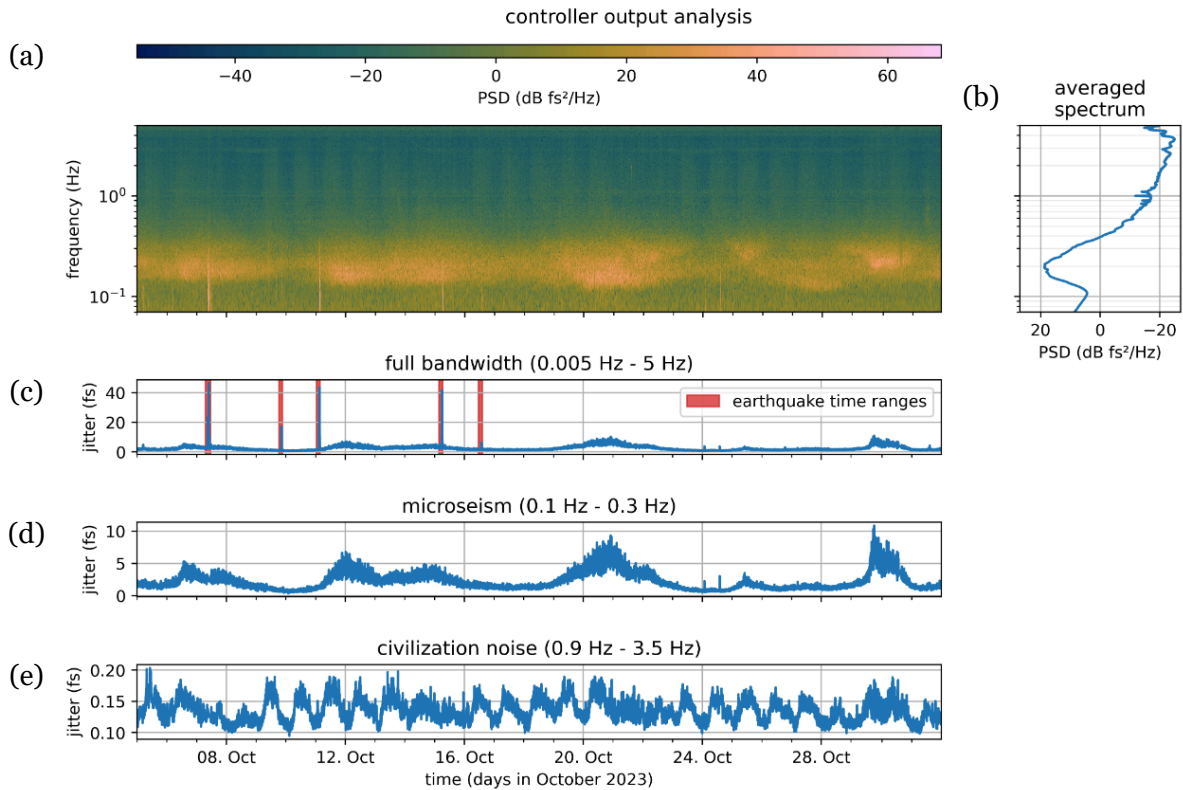 controller output analysis
(a)
−40 −20 0 20 40 60
PSD (dB fs²/Hz)
(b)
averaged
spectrum
frequency (Hz)
10⁰
10⁻¹
20 0 −20
PSD (dB fs²/Hz)
full bandwidth (0.005 Hz - 5 Hz)
(c)
jitter (fs)
40
20
0
earthquake time ranges
microseism (0.1 Hz - 0.3 Hz)
(d)
jitter (fs)
10
5
0
civilization noise (0.9 Hz - 3.5 Hz)
(e)
jitter (fs)
0.20
0.15
0.10
08. Oct 12. Oct 16. Oct 20. Oct 24. Oct 28. Oct
time (days in October 2023)